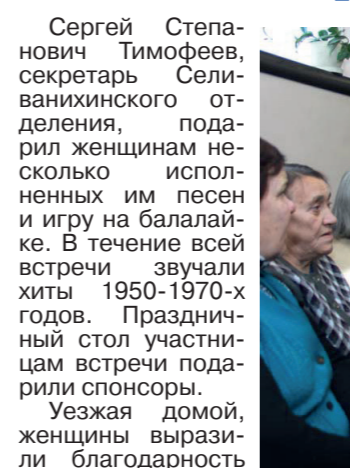 Сергей Степа-
нович Тимофеев,
секретарь Сели-
ванихинского от-
деления, пода-
рил женщинам не-
сколько испол-
ненных им песен
и игру на балалай-
ке. В течение всей
встречи звучали
хиты 1950-1970-х
годов. Празднич-
ный стол участни-
цам встречи пода-
рили спонсоры.
Уезжая домой,
женщины вырази-
ли благодарность